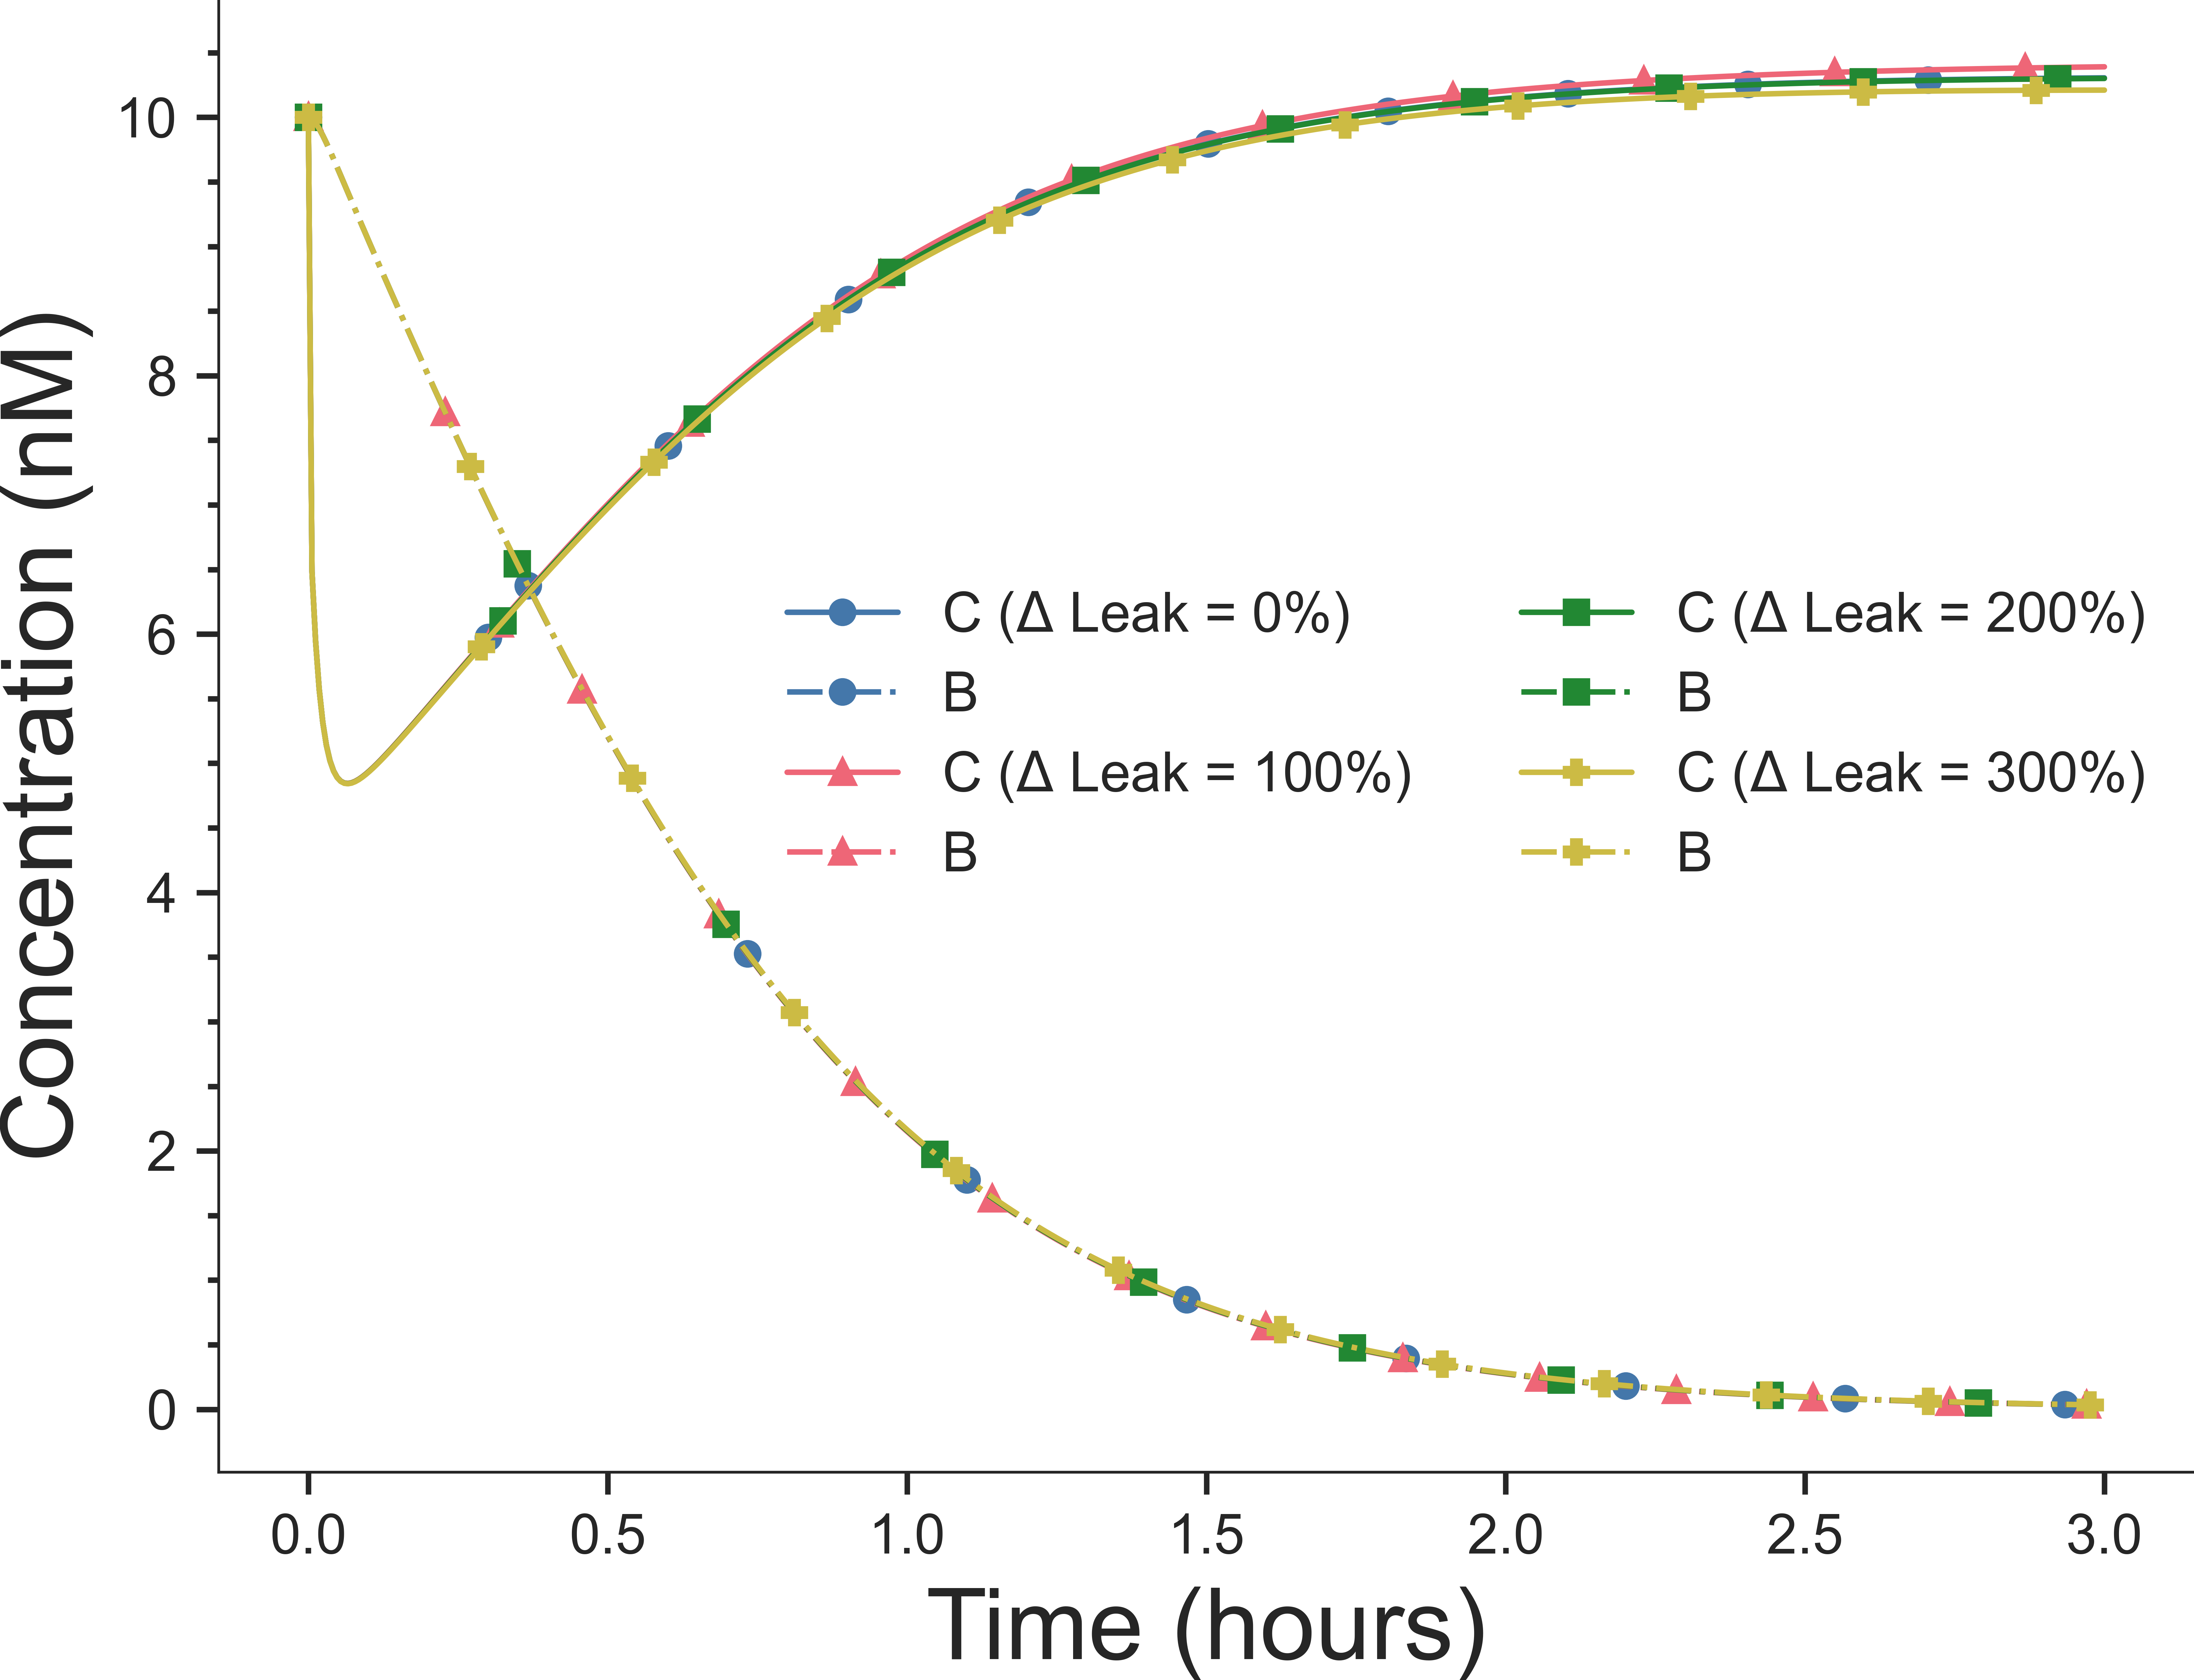 Concentration (nM)
10
8
6
4
2
0
C (Δ Leak = 0%)
B
C (Δ Leak = 100%)
B
C (Δ Leak = 200%)
B
C (Δ Leak = 300%)
B
0.0 0.5 1.0 1.5 2.0 2.5 3.0
Time (hours)